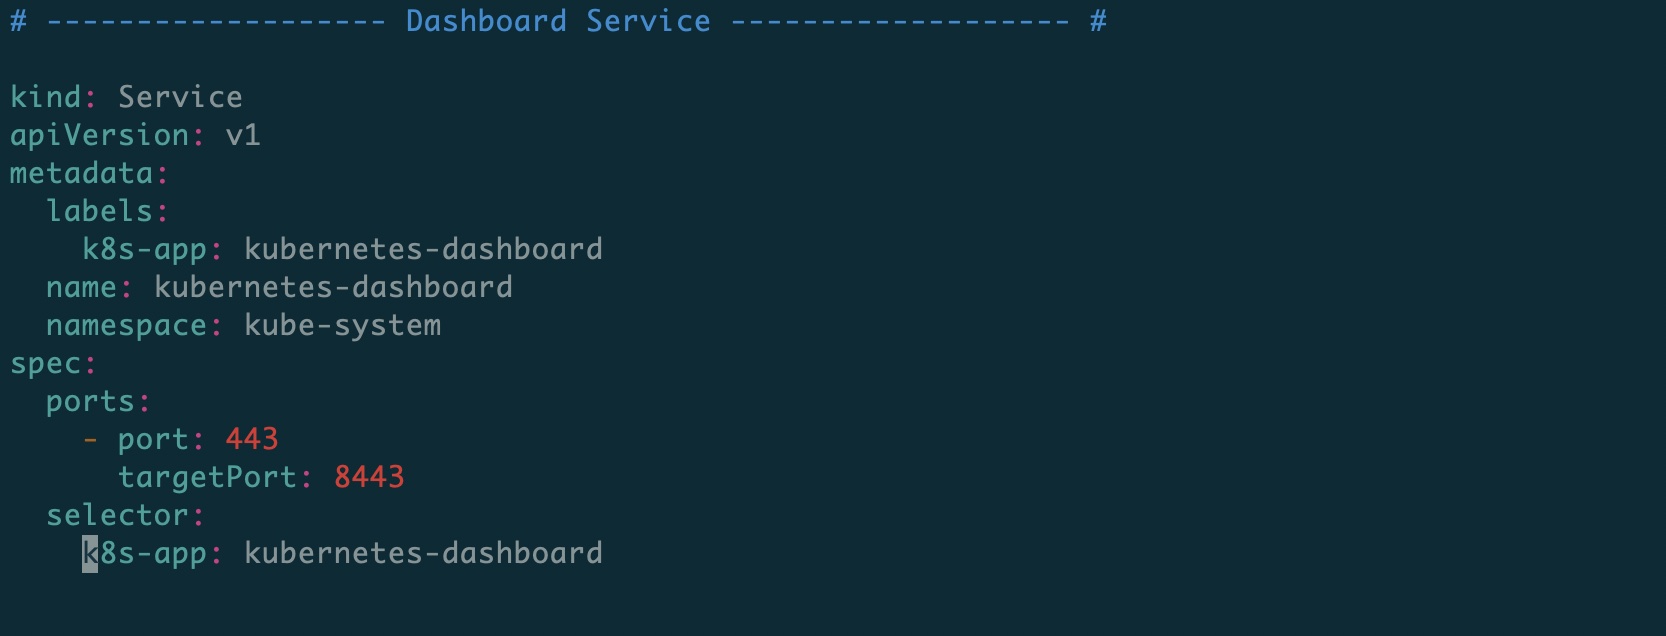 # ------------------- Dashboard Service ------------------- #
kind: Service
apiVersion: v1
metadata:
  labels:
    k8s-app: kubernetes-dashboard
  name: kubernetes-dashboard
  namespace: kube-system
spec:
  ports:
    - port: 443
      targetPort: 8443
  selector:
    k8s-app: kubernetes-dashboard